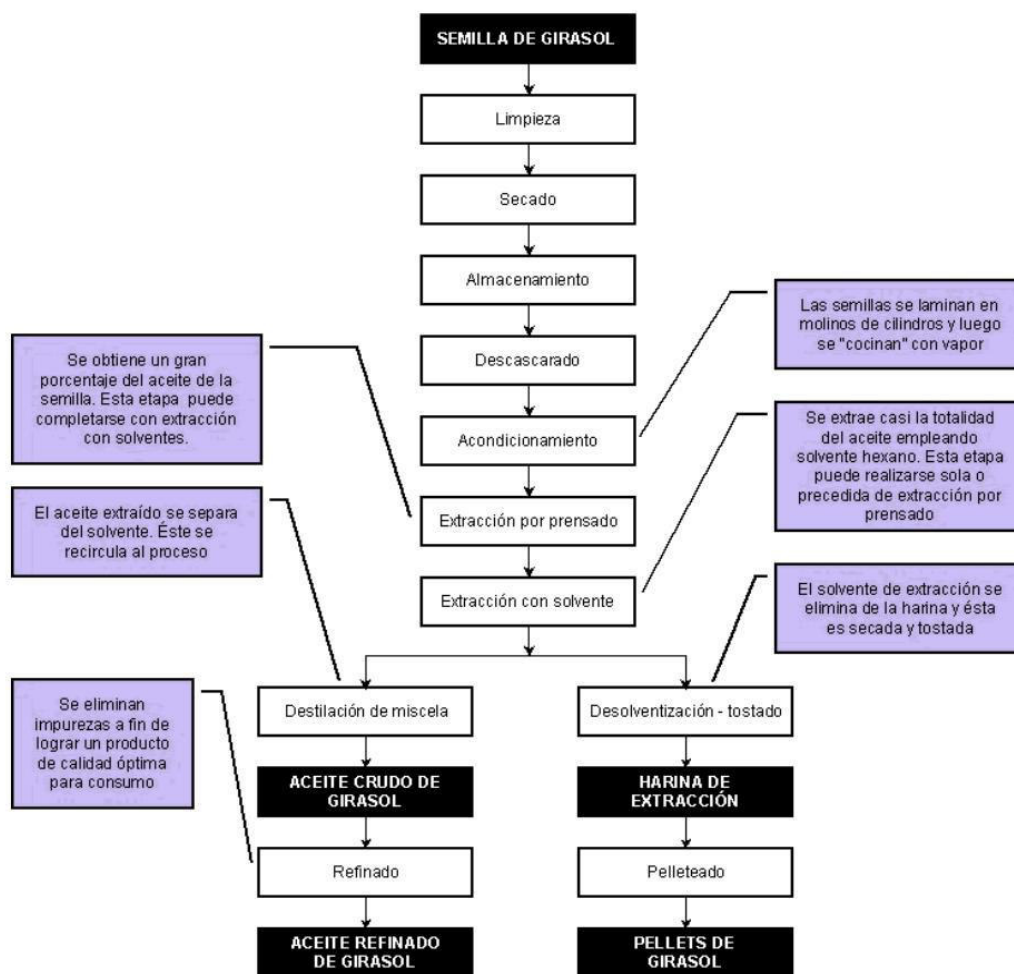 SEMILLA DE GIRASOL
Limpieza
Secado
Almacenamiento
Las semillas se laminan en
molinos de cilindros y luego
se "cocinan" con vapor
Descascarado
Se obtiene un gran
porcentaje del aceite de la
semilla. Esta etapa puede
completarse con extracción
con solventes.
Acondicionamiento
Se extrae casi la totalidad
del aceite empleando
solvente hexano. Esta etapa
puede realizarse sola o
precedida de extracción por
prensado
Extracción por prensado
El aceite extraído se separa
del solvente. Éste se
recircula al proceso
Extracción con solvente
El solvente de extracción se
elimina de la harina y ésta
es secada y tostada
Destilación de miscela
Desolventización - tostado
Se eliminan
impurezas a fin de
lograr un producto
de calidad óptima
para consumo
ACEITE CRUDO DE
GIRASOL
HARINA DE
EXTRACCIÓN
Refinado
Pelleteado
ACEITE REFINADO
DE GIRASOL
PELLETS DE
GIRASOL